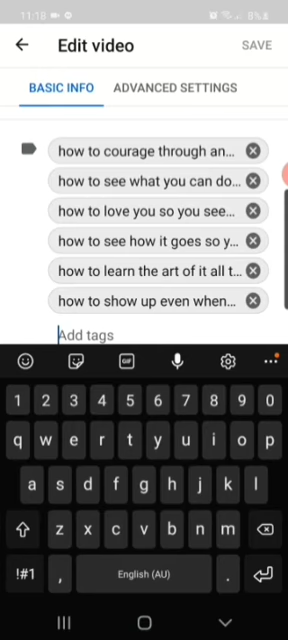 11:18
8%
Edit video
SAVE
BASIC INFO
ADVANCED SETTINGS
how to courage through an...
how to see what you can do...
how to love you so you see...
how to see how it goes so y...
how to learn the art of it all t...
how to show up even when...
Add tags
GIF
1 2 3 4 5 6 7 8 9 0
q w e r t y u i o p
a s d f g h j k l
z x c v b n m
!#1 , English (AU) .